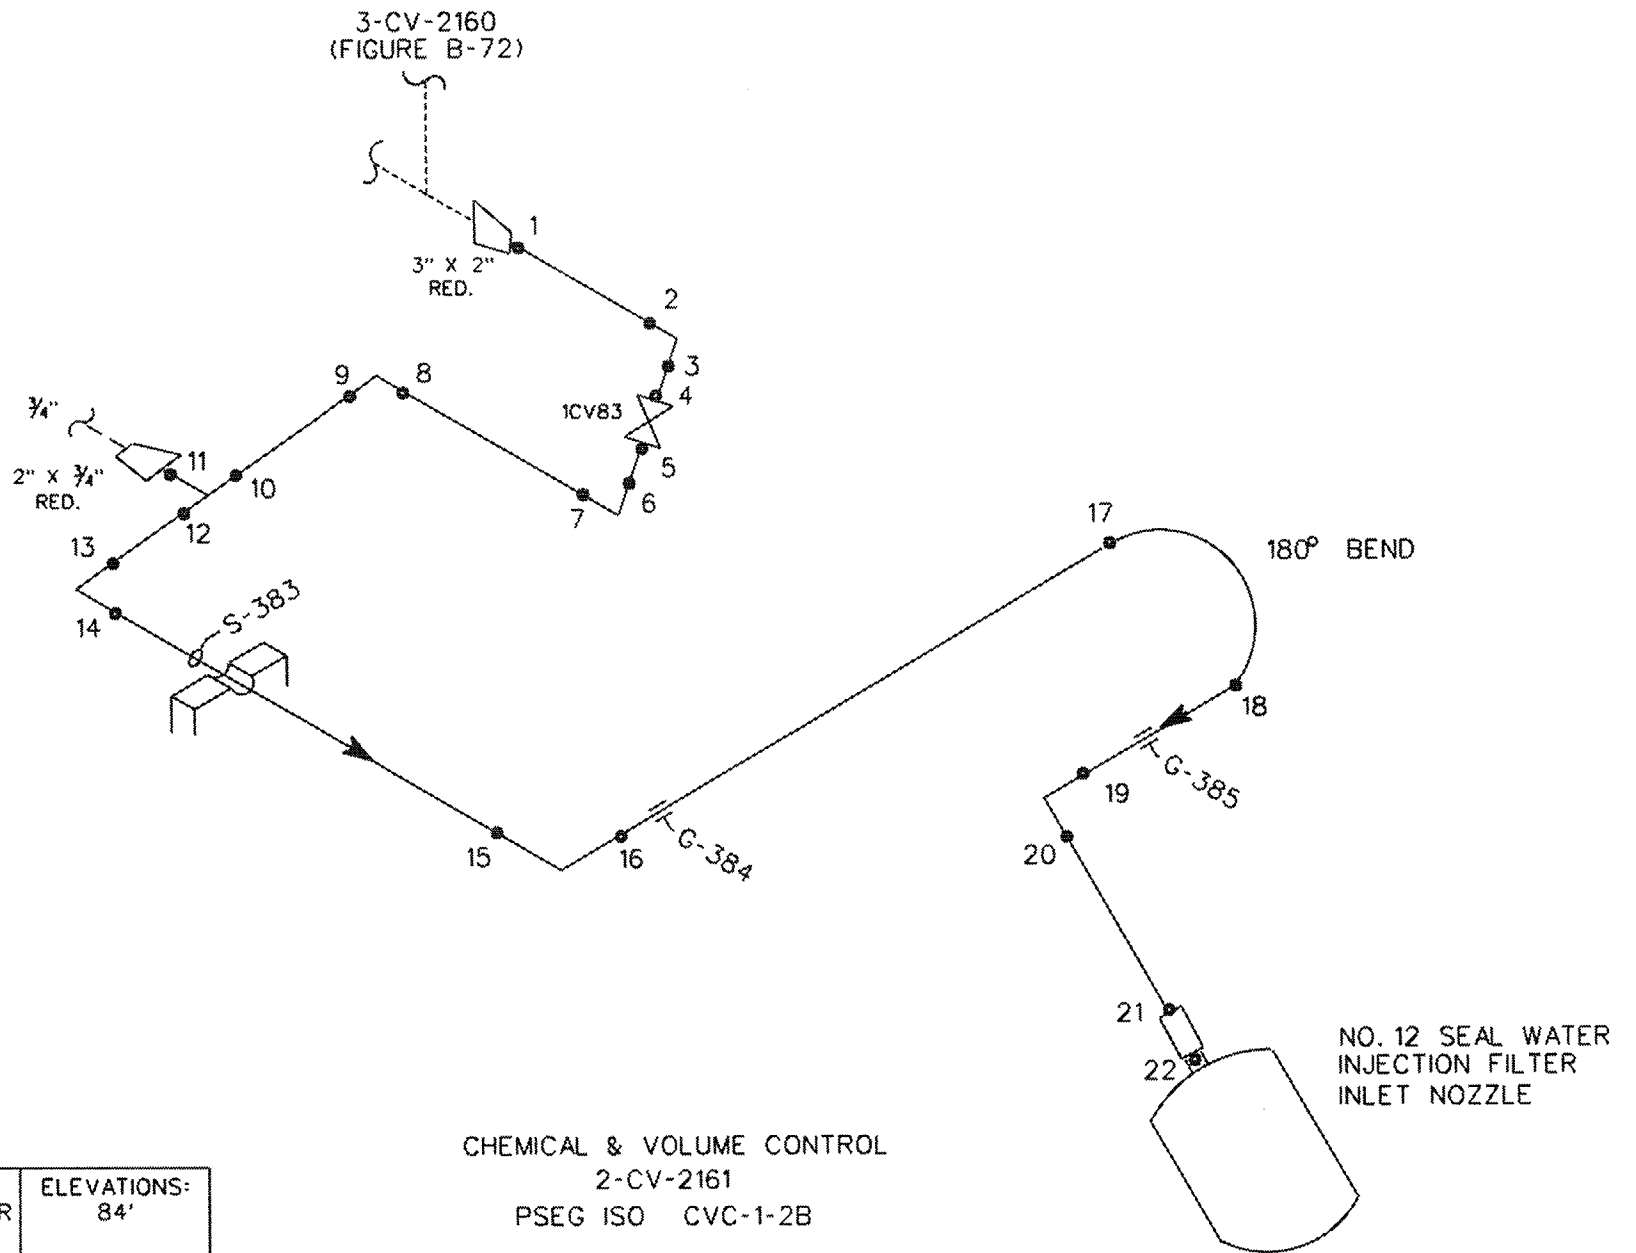 3-CV-2160
(FIGURE B-72)
1
3" X 2"
RED.
2
3
4
1CV83
5
6
7
8
9
3/4"
11
2" X 3/4"
RED.
10
12
13
14
S-383
15
16
G-384
17
180° BEND
18
G-385
19
20
21
22
NO. 12 SEAL WATER
INJECTION FILTER
INLET NOZZLE
CHEMICAL & VOLUME CONTROL
2-CV-2161
PSEG ISO CVC-1-2B
ELEVATIONS:
84'
R